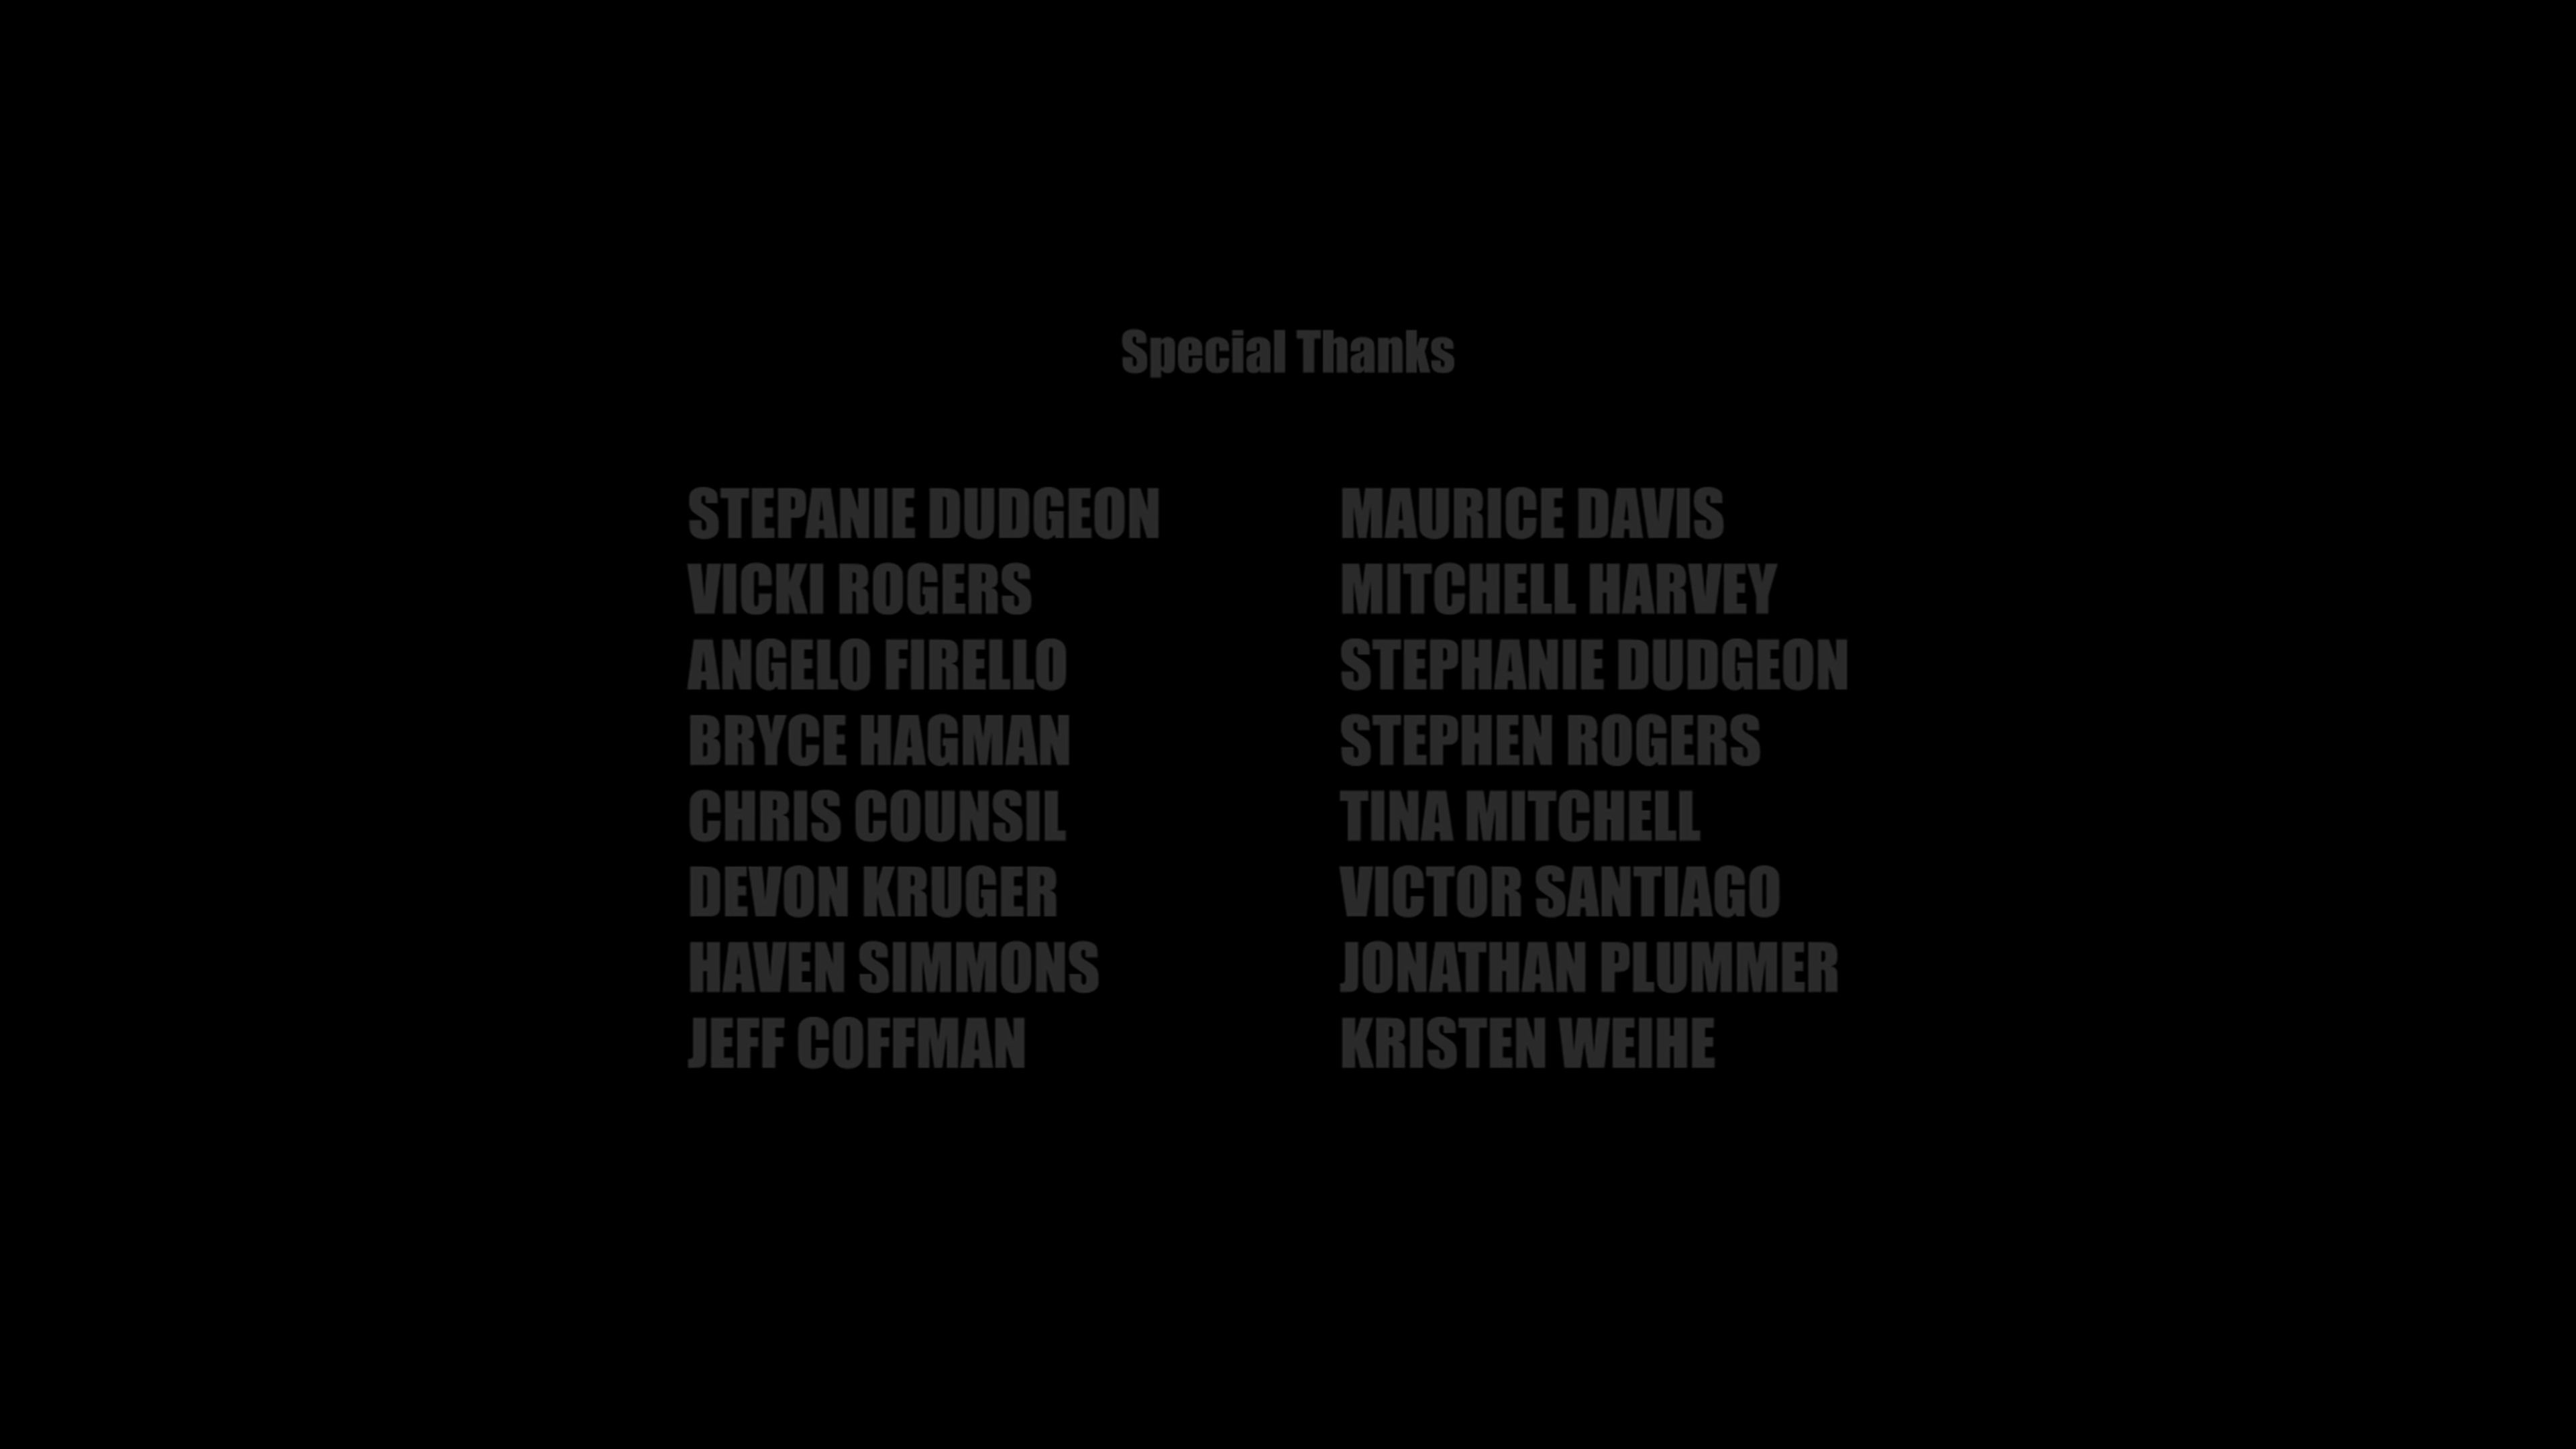 Special Thanks
STEPANIE DUDGEON
VICKI ROGERS
ANGELO FIRELLO
BRYCE HAGMAN
CHRIS COUNSIL
DEVON KRUGER
HAVEN SIMMONS
JEFF COFFMAN
MAURICE DAVIS
MITCHELL HARVEY
STEPHANIE DUDGEON
STEPHEN ROGERS
TINA MITCHELL
VICTOR SANTIAGO
JONATHAN PLUMMER
KRISTEN WEIHE